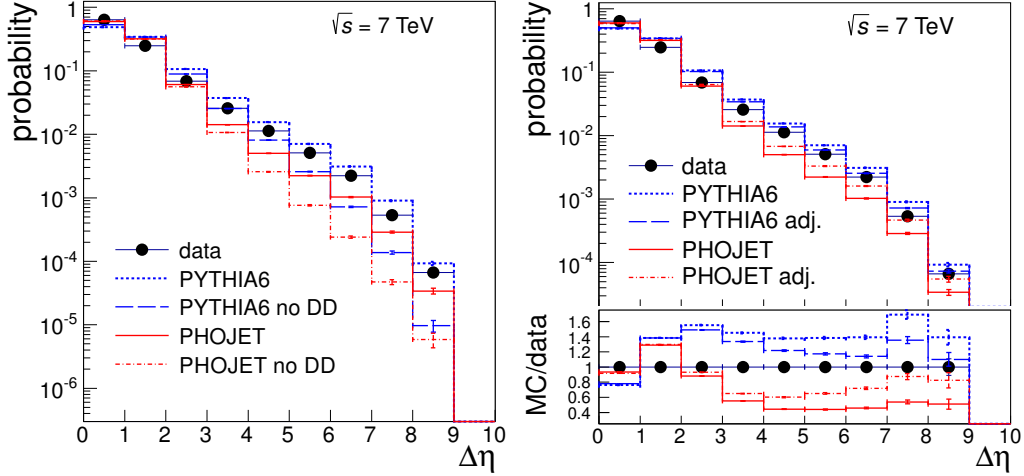 √s = 7 TeV
probability
1
10⁻¹
10⁻²
10⁻³
10⁻⁴
10⁻⁵
10⁻⁶
data
PYTHIA6
PYTHIA6 no DD
PHOJET
PHOJET no DD
0 1 2 3 4 5 6 7 8 9 10
Δη
√s = 7 TeV
probability
1
10⁻¹
10⁻²
10⁻³
10⁻⁴
data
PYTHIA6
PYTHIA6 adj.
PHOJET
PHOJET adj.
MC/data
1.6
1.4
1.2
1
0.8
0.6
0.4
0 1 2 3 4 5 6 7 8 9 10
Δη